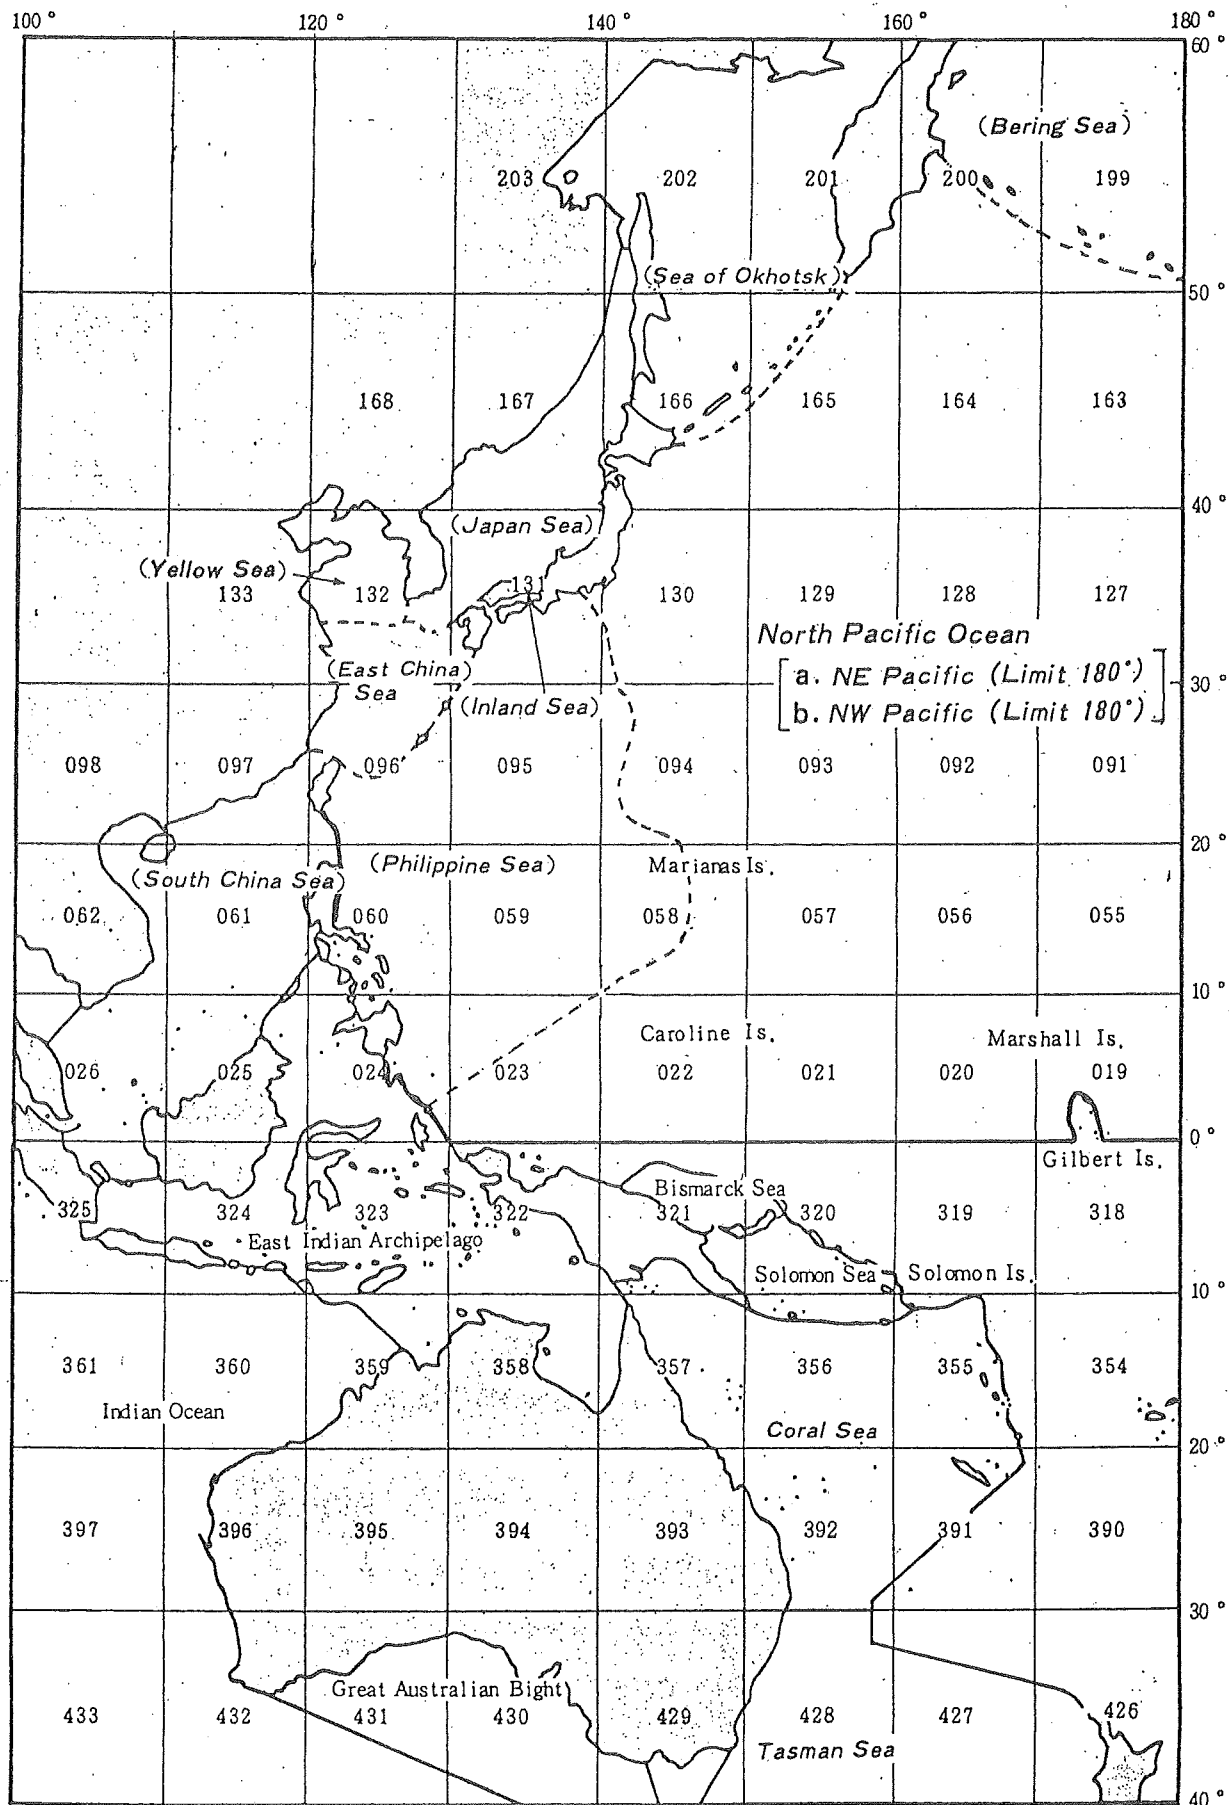 100° 120° 140° 160° 180°
60°
(Bering Sea)
203 202 201 200 199
(Sea of Okhotsk)
50°
168 167 166 165 164 163
40°
(Japan Sea)
(Yellow Sea)
133 132 131 130 129 128 127
North Pacific Ocean
(East China)
Sea
a. NE Pacific (Limit 180°)
30°
(Inland Sea)
b. NW Pacific (Limit 180°)
098 097 096 095 094 093 092 091
20°
(Philippine Sea) Marianas Is.
(South China Sea)
062 061 060 059 058 057 056 055
10°
Caroline Is. Marshall Is.
026 025 024 023 022 021 020 019
0°
Gilbert Is.
Bismarck Sea
325 324 323 322 321 320 319 318
East Indian Archipelago
Solomon Sea Solomon Is.
10°
361 360 359 358 357 356 355 354
Indian Ocean
Coral Sea
20°
397 396 395 394 393 392 391 390
30°
Great Australian Bight
433 432 431 430 429 428 427 426
Tasman Sea
40°